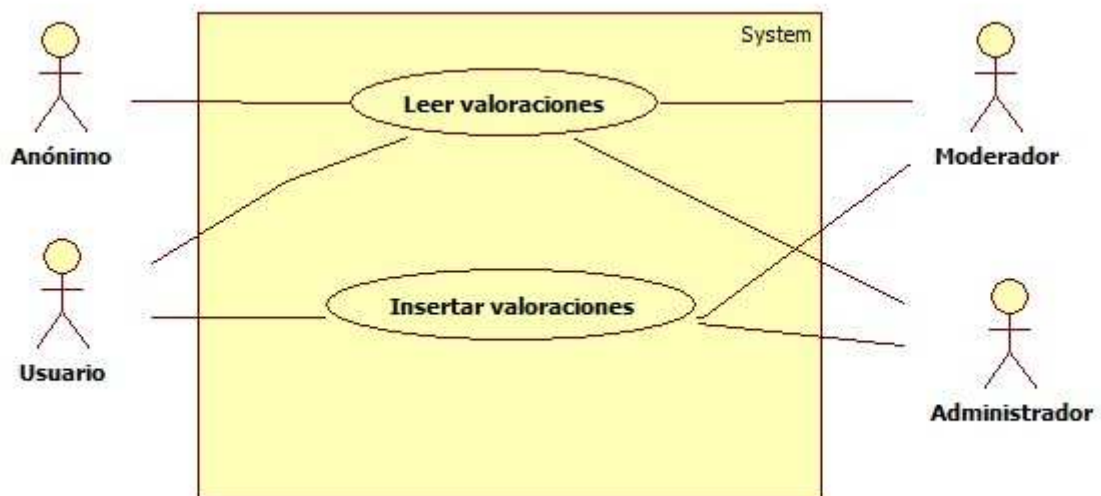 System
Leer valoraciones
Anónimo
Moderador
Insertar valoraciones
Usuario
Administrador